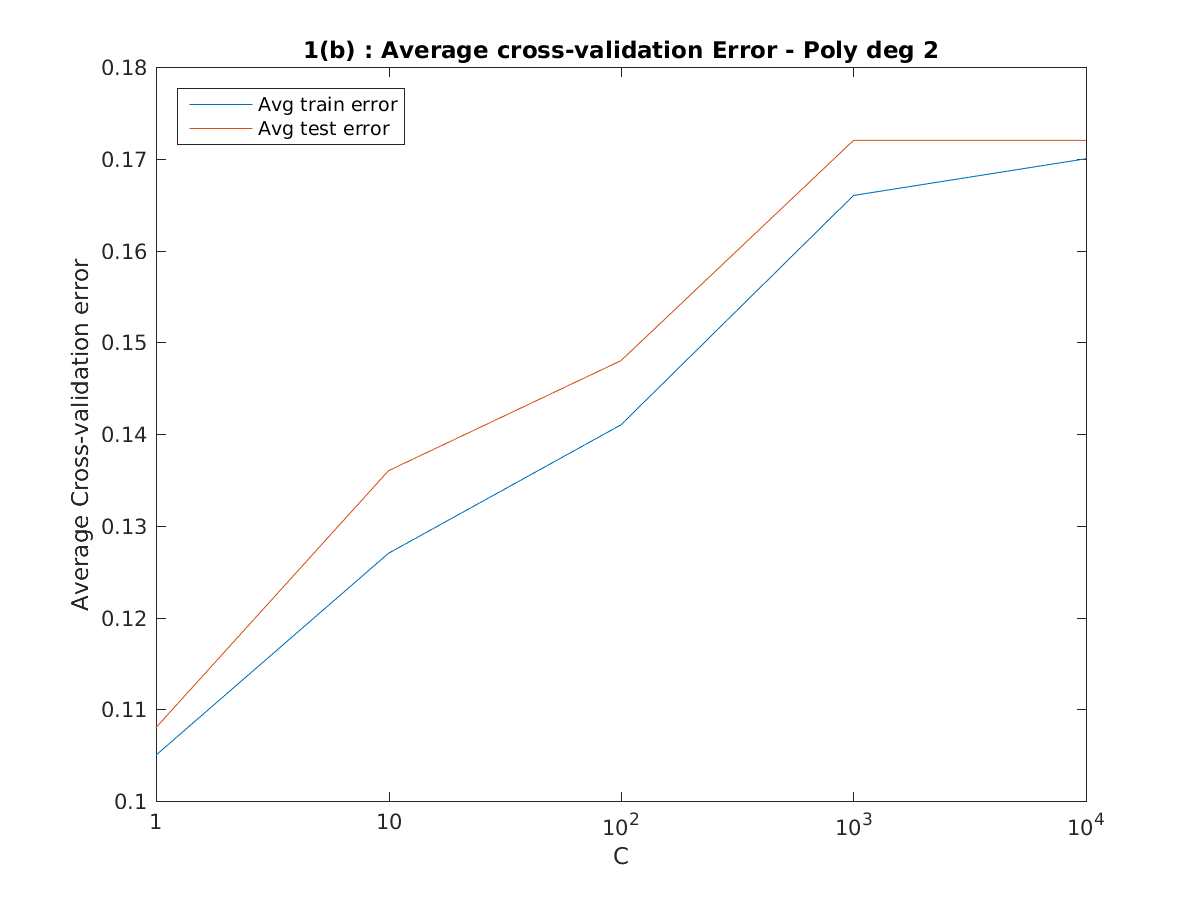 1(b) : Average cross-validation Error - Poly deg 2
Avg train error
Avg test error
Average Cross-validation error
0.18
0.17
0.16
0.15
0.14
0.13
0.12
0.11
0.1
1 10 10^2 10^3 10^4
C